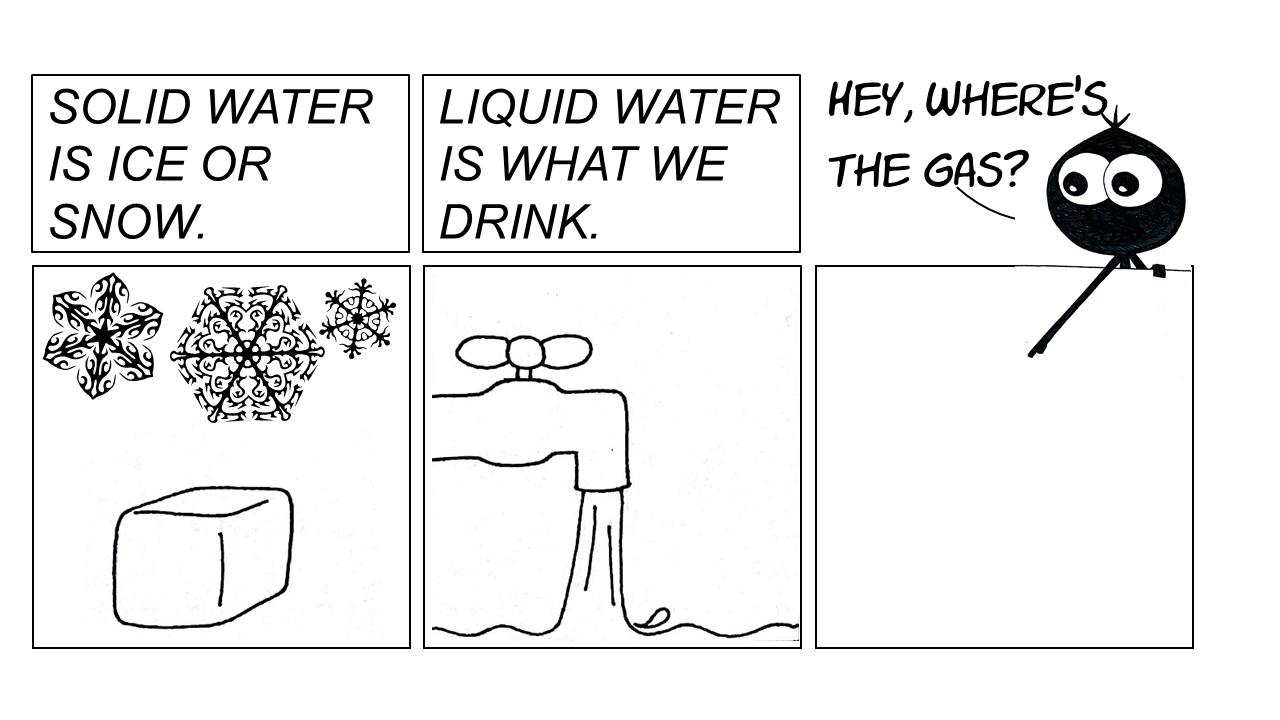 SOLID WATER
IS ICE OR
SNOW.
LIQUID WATER
IS WHAT WE
DRINK.
HEY, WHERE'S
THE GAS?